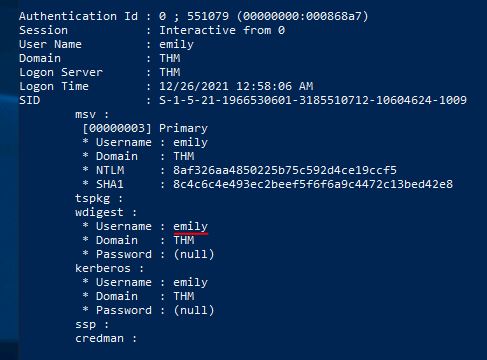 Authentication Id : 0 ; 551079 (00000000:000868a7)
Session : Interactive from 0
User Name : emily
Domain : THM
Logon Server : THM
Logon Time : 12/26/2021 12:58:06 AM
SID : S-1-5-21-1966530601-3185510712-10604624-1009
msv :
[00000003] Primary
* Username : emily
* Domain : THM
* NTLM : 8af326aa4850225b75c592d4ce19ccf5
* SHA1 : 8c4c6c4e493ec2beef5f6f6a9c4472c13bed42e8
tspkg :
wdigest :
* Username : emily
* Domain : THM
* Password : (null)
kerberos :
* Username : emily
* Domain : THM
* Password : (null)
ssp :
credman :